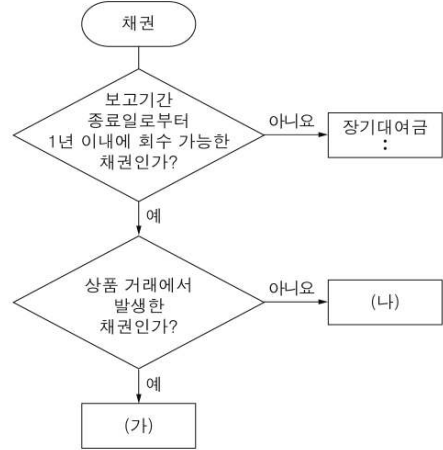 채권
보고기간
종료일로부터
1년 이내에 회수 가능한
채권인가?
아니요
장기대여금
:
예
상품 거래에서
발생한
채권인가?
아니요
(나)
예
(가)